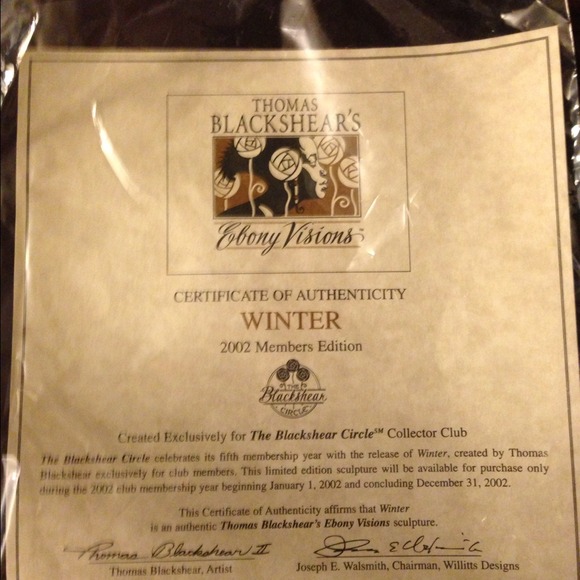 THOMAS
BLACKSHEAR'S
Ebony Visions™
CERTIFICATE OF AUTHENTICITY
WINTER
2002 Members Edition
THE
Blackshear
CIRCLE
Created Exclusively for The Blackshear Circle℠ Collector Club
The Blackshear Circle celebrates its fifth membership year with the release of Winter, created by Thomas
Blackshear exclusively for club members. This limited edition sculpture will be available for purchase only
during the 2002 club membership year beginning January 1, 2002 and concluding December 31, 2002.
This Certificate of Authenticity affirms that Winter
is an authentic Thomas Blackshear's Ebony Visions sculpture.
Thomas Blackshear II
Thomas Blackshear, Artist
Joseph E. Walsmith, Chairman, Willitts Designs